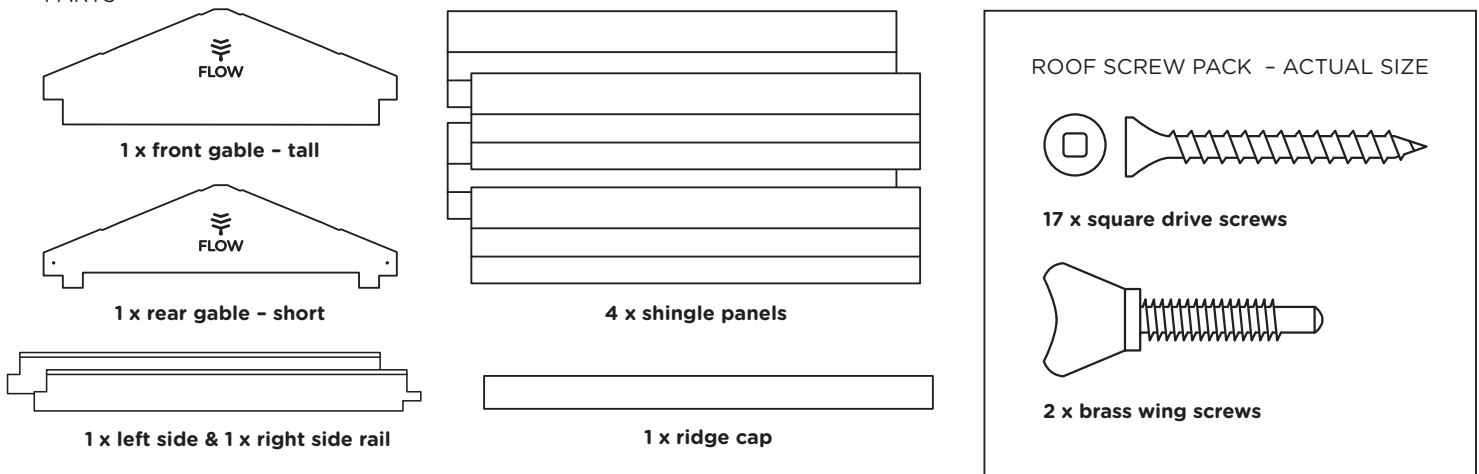 PARTS
FLOW
1 x front gable – tall
FLOW
1 x rear gable – short
1 x left side & 1 x right side rail
4 x shingle panels
1 x ridge cap
ROOF SCREW PACK – ACTUAL SIZE
17 x square drive screws
2 x brass wing screws